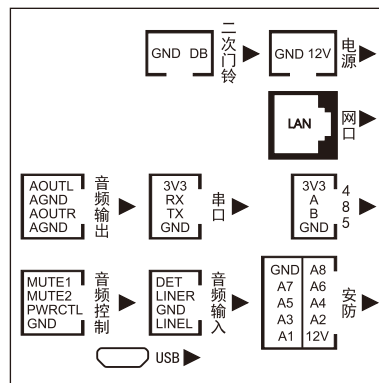 GND DB
二次门铃
GND 12V
电源
LAN
网口
AOUTL
AGND
AOUTR
AGND
音频输出
3V3
RX
TX
GND
串口
3V3
A
B
GND
485
MUTE1
MUTE2
PWRCTL
GND
音频控制
DET
LINER
GND
LINEL
音频输入
GND A8
A7 A6
A5 A4
A3 A2
A1 12V
安防
USB